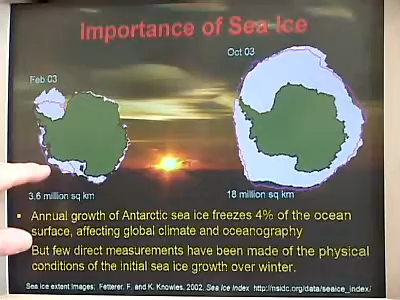 Importance of Sea Ice
Oct 03
Feb 03
3.6 million sq km
18 million sq km
Annual growth of Antarctic sea ice freezes 4% of the ocean
surface, affecting global climate and oceanography
But few direct measurements have been made of the physical
conditions of the initial sea ice growth over winter.
Sea ice extent Images: Fetterer, F. and K. Knowles. 2002. Sea Ice Index http://nsidc.org/data/seaice_index/